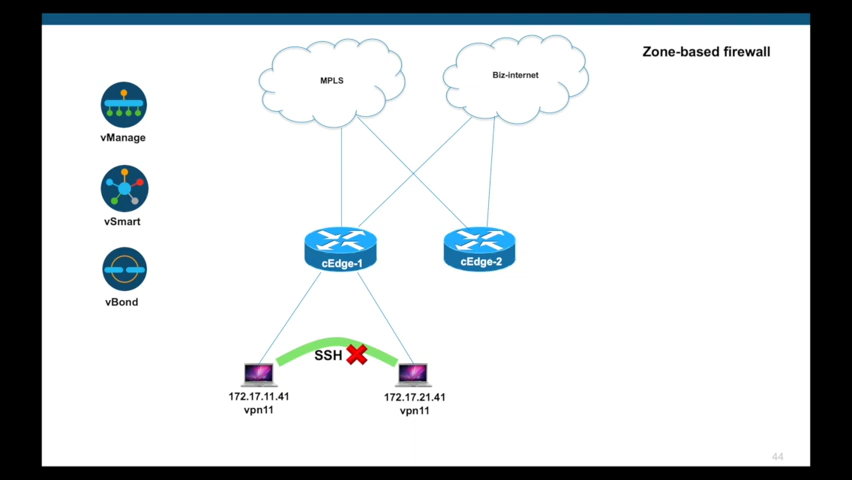 Zone-based firewall
MPLS
Biz-internet
vManage
vSmart
vBond
cEdge-1
cEdge-2
SSH
172.17.11.41
vpn11
172.17.21.41
vpn11
44